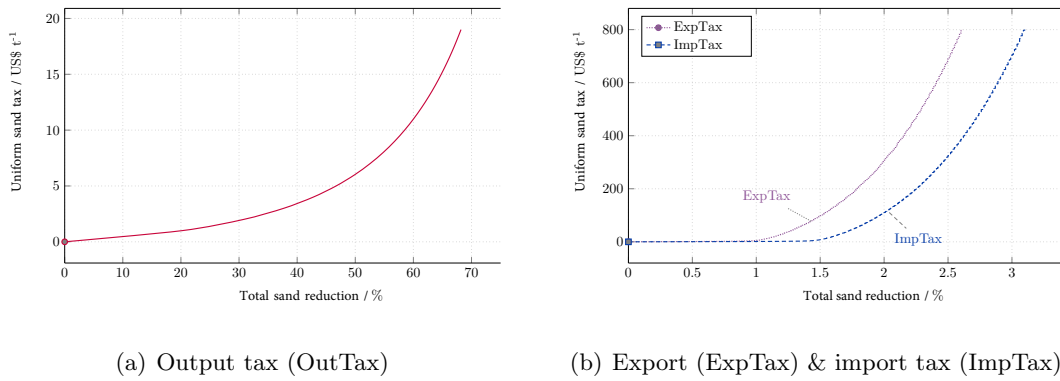 Uniform sand tax / US$ t⁻¹
20
15
10
5
0
0 10 20 30 40 50 60 70
Total sand reduction / %
(a) Output tax (OutTax)
Uniform sand tax / US$ t⁻¹
800
600
400
200
0
ExpTax
ImpTax
ExpTax
ImpTax
0 0.5 1 1.5 2 2.5 3
Total sand reduction / %
(b) Export (ExpTax) & import tax (ImpTax)